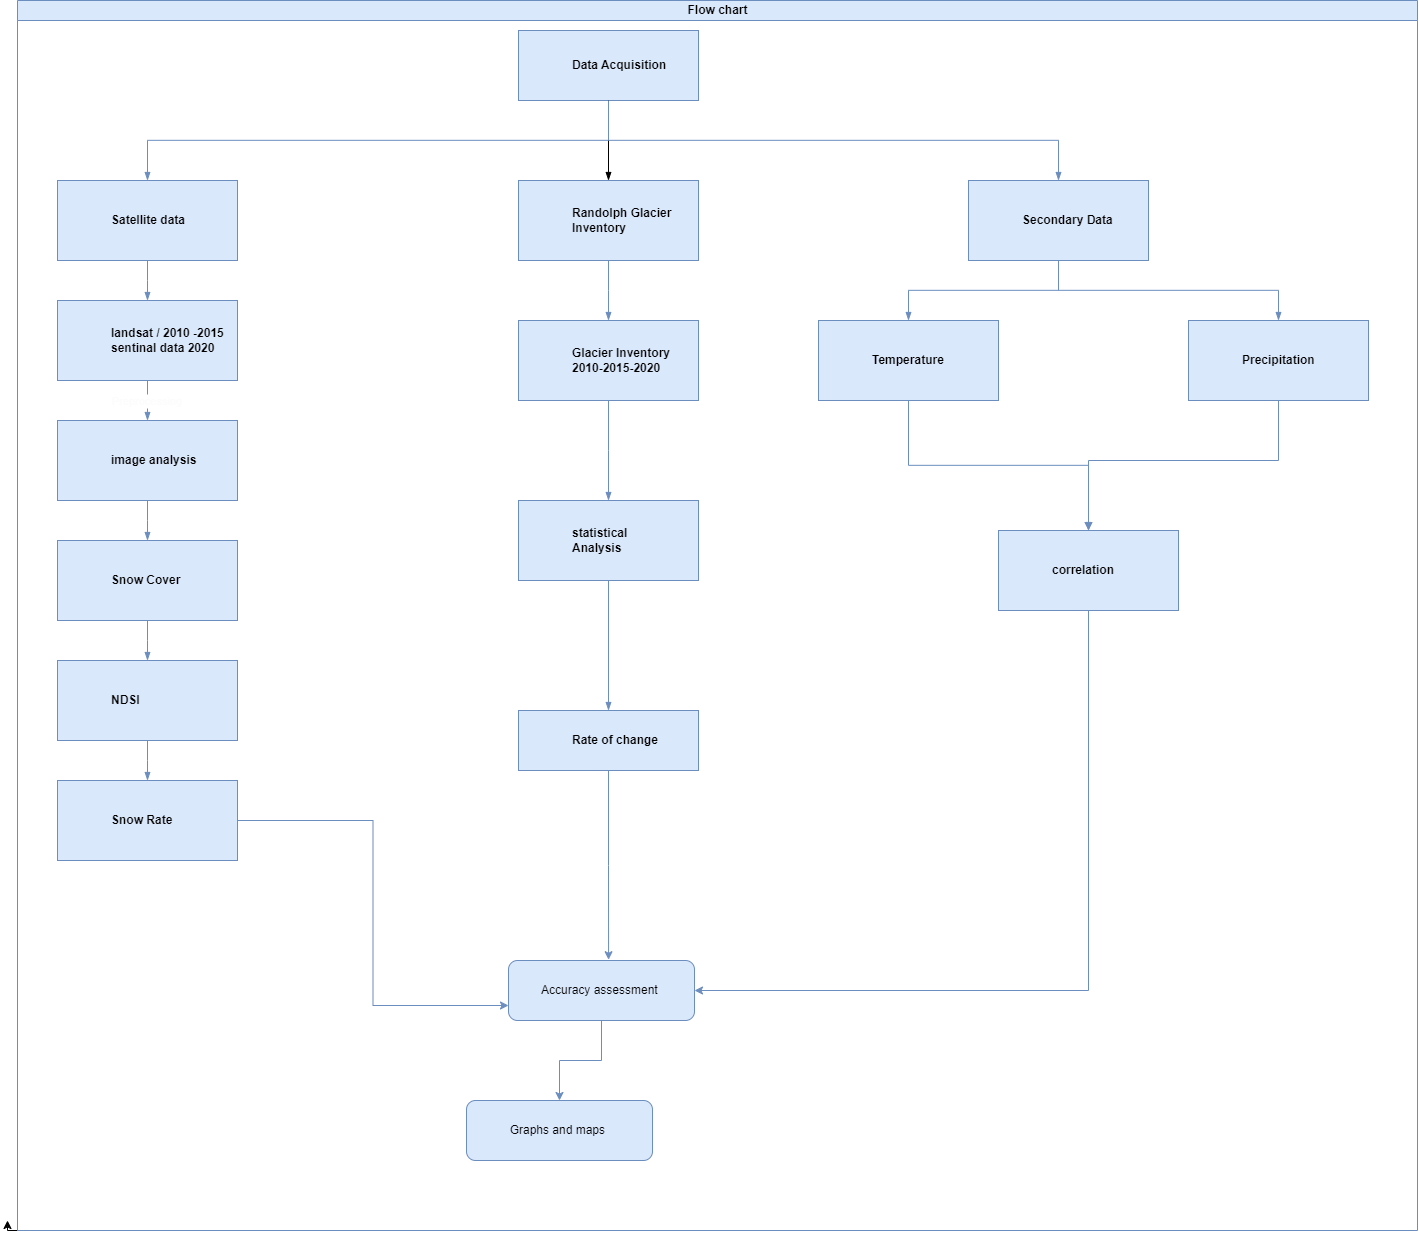 Flow chart
Data Acquisition
Satellite data
Randolph Glacier
Inventory
Secondary Data
landsat / 2010 -2015
sentinal data 2020
Glacier Inventory
2010-2015-2020
Temperature
Precipitation
image analysis
statistical
Analysis
correlation
Snow Cover
NDSI
Rate of change
Snow Rate
Accuracy assessment
Graphs and maps